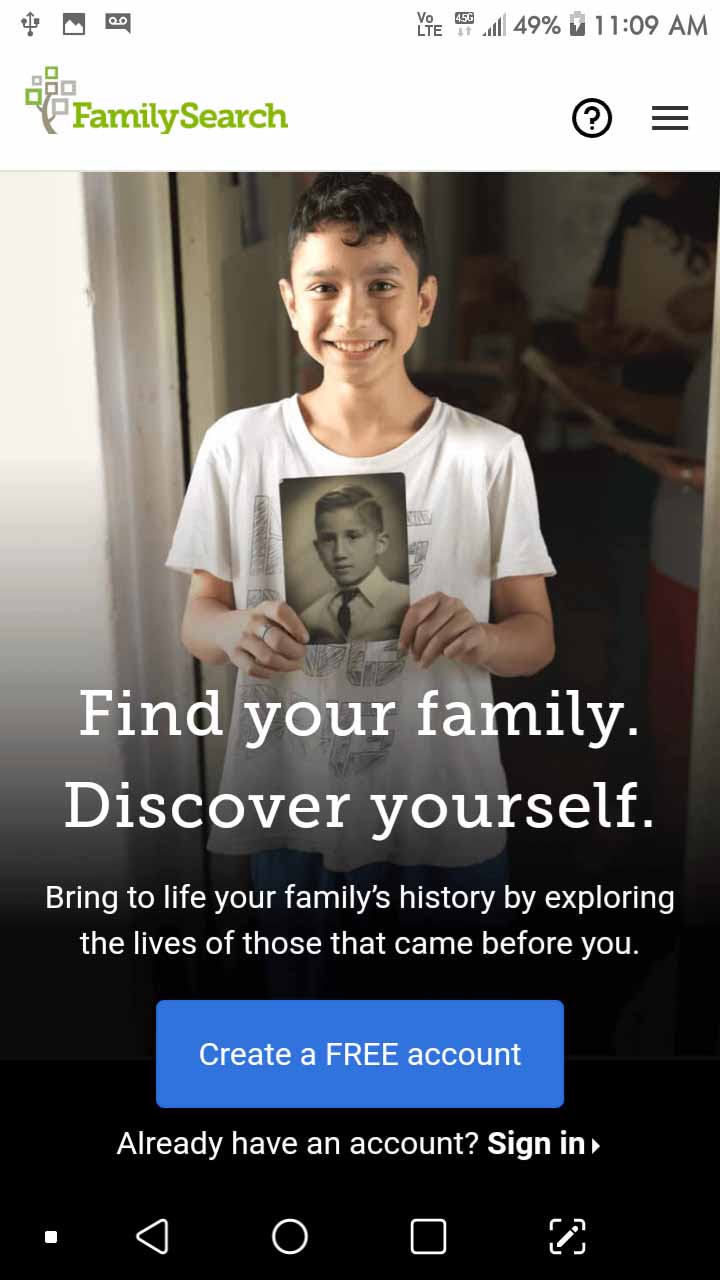 Vo LTE 4.5G 49% 11:09 AM
FamilySearch
Find your family.
Discover yourself.
Bring to life your family’s history by exploring
the lives of those that came before you.
Create a FREE account
Already have an account? Sign in